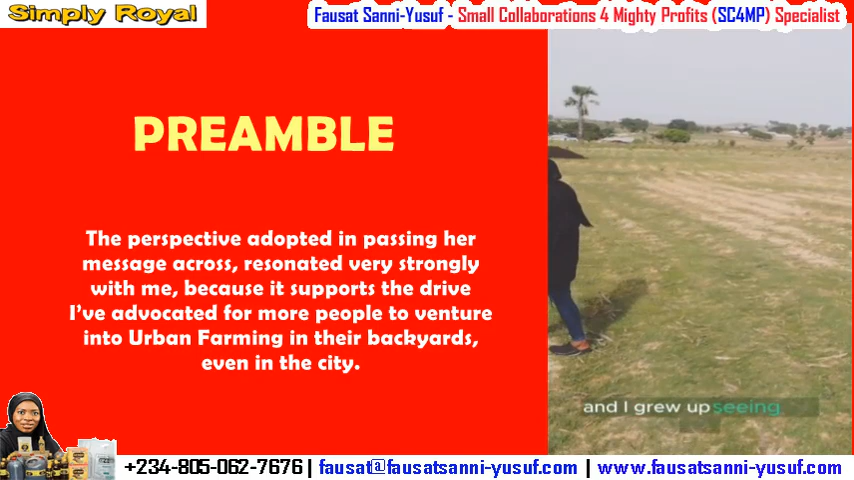 Simply Royal
Fausat Sanni-Yusuf - Small Collaborations 4 Mighty Profits (SC4MP) Specialist
PREAMBLE
The perspective adopted in passing her
message across, resonated very strongly
with me, because it supports the drive
I've advocated for more people to venture
into Urban Farming in their backyards,
even in the city.
and I grew up seeing
+234-805-062-7676 | fausat@fausatsanni-yusuf.com | www.fausatsanni-yusuf.com